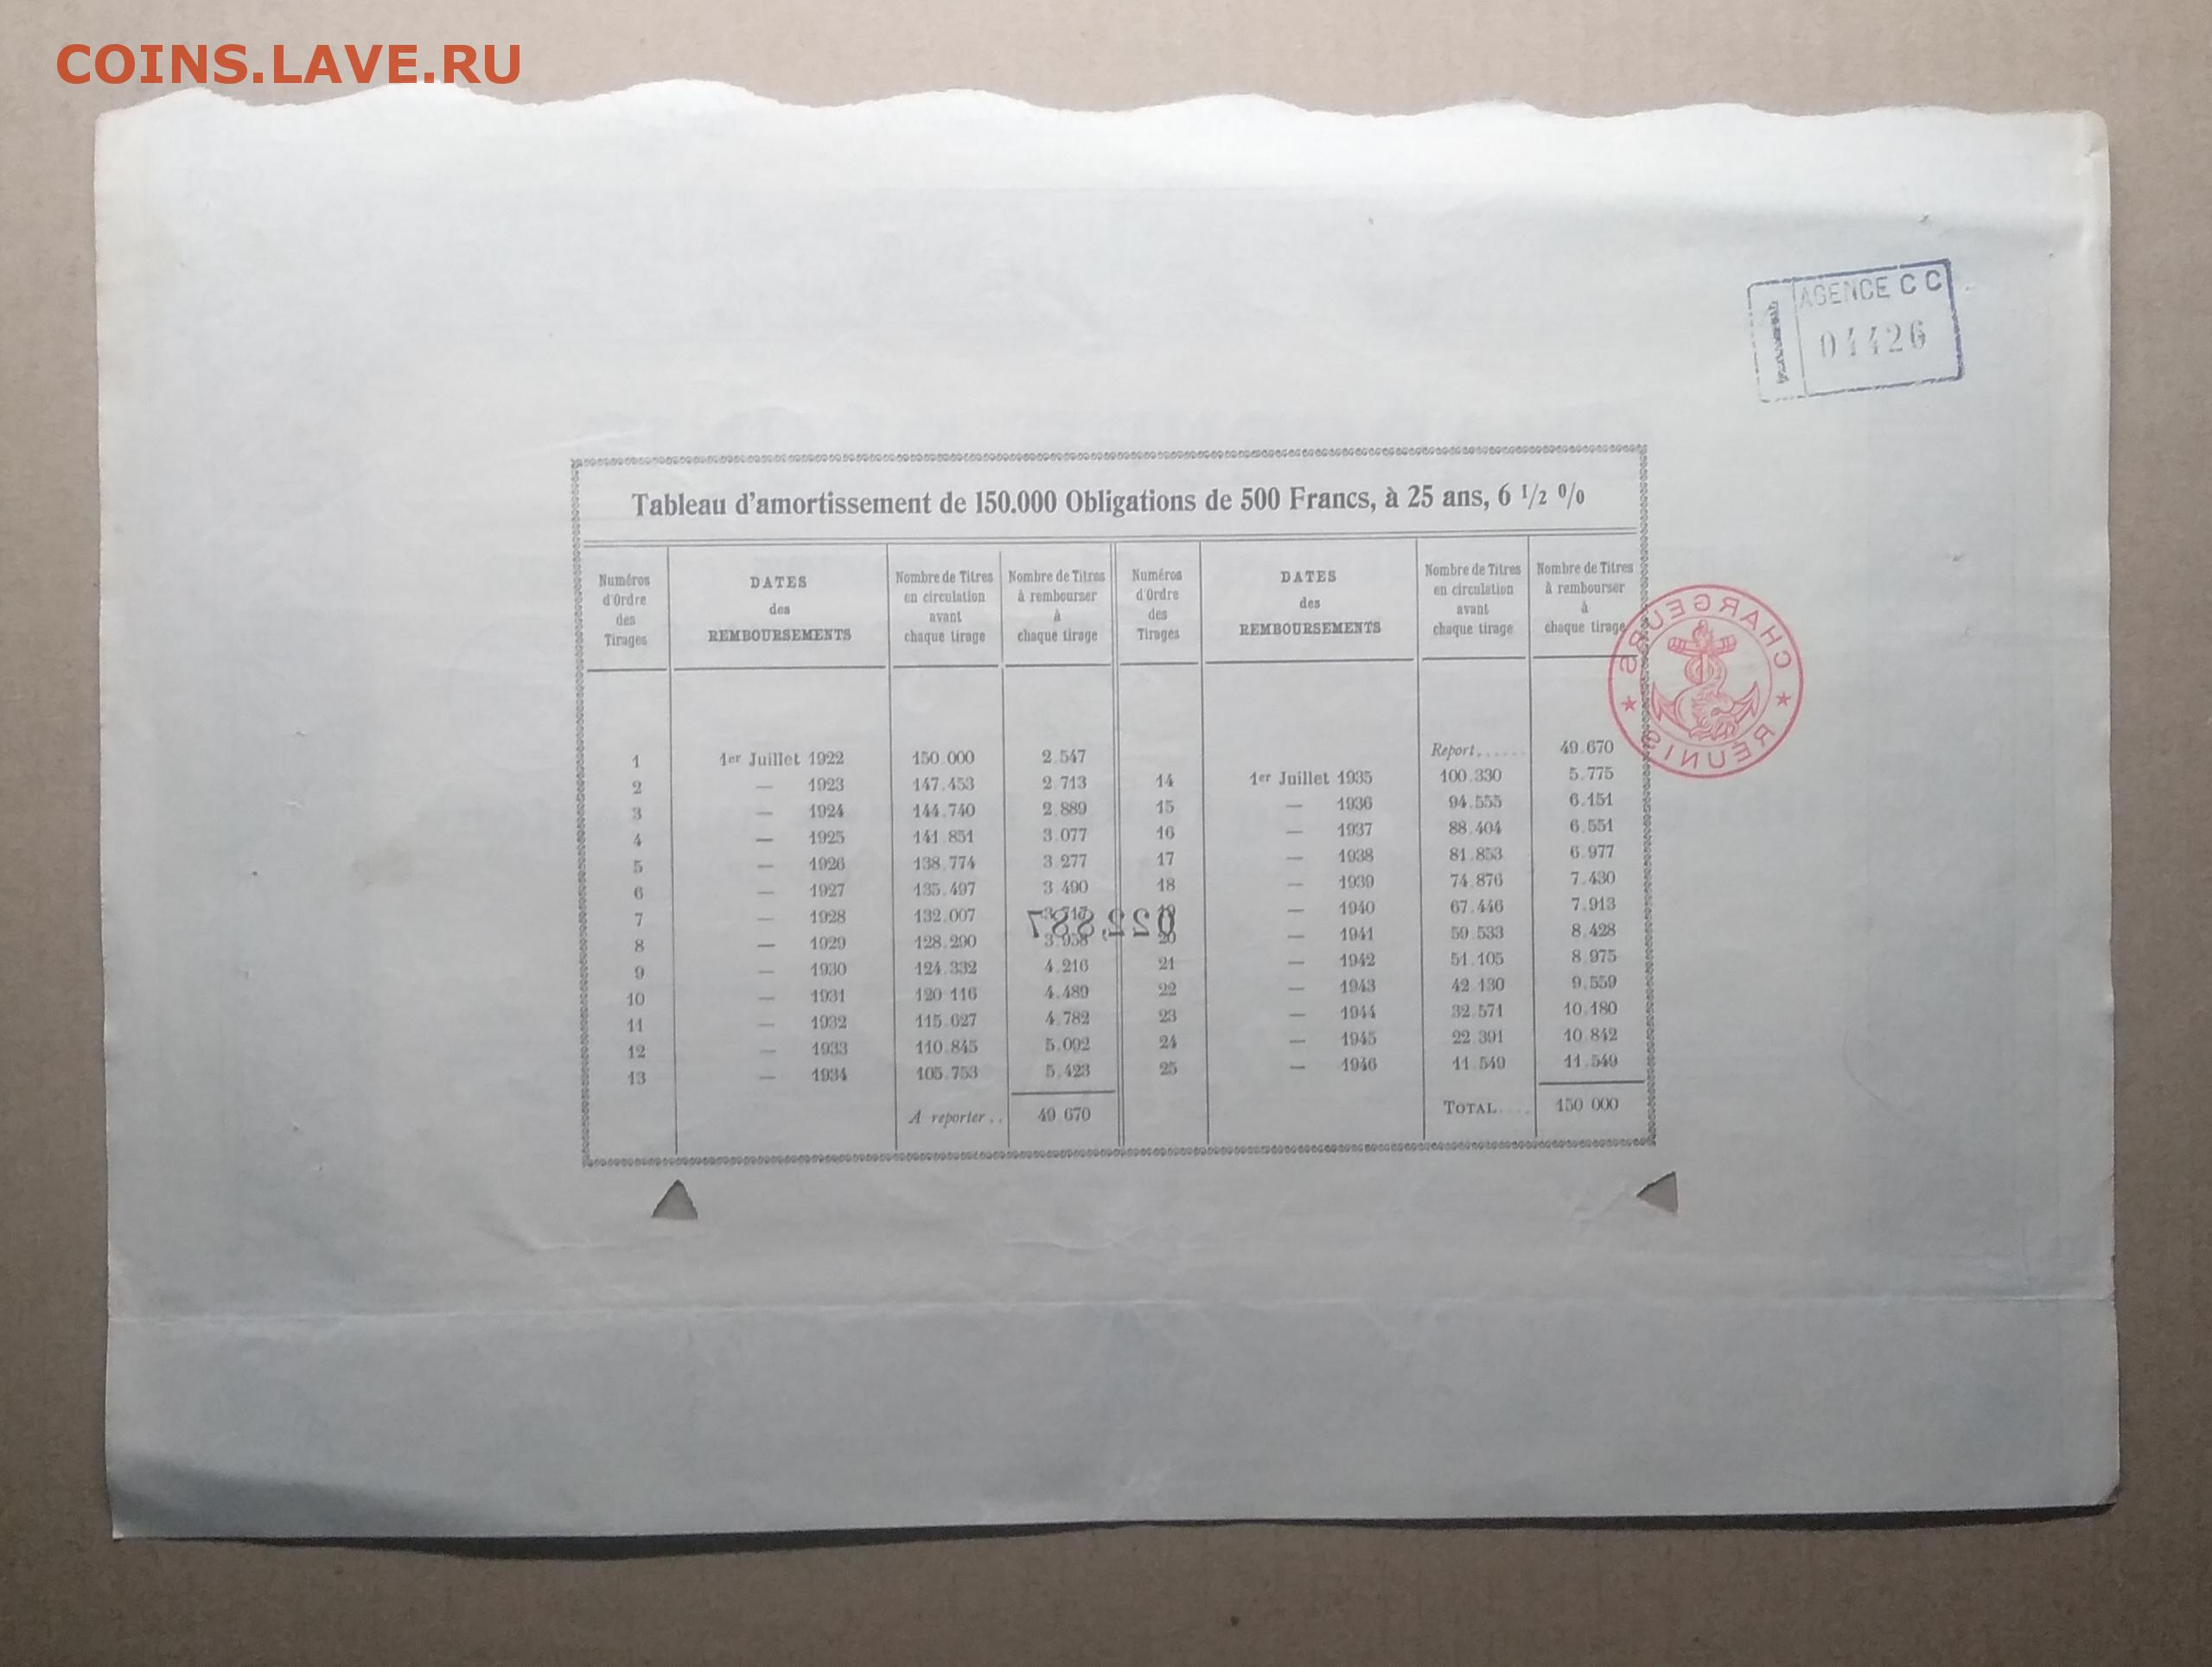 COINS.LAVE.RU
AGENCE C C
04426
Tableau d'amortissement de 150.000 Obligations de 500 Francs, à 25 ans, 6 1/2 %
Numéros d'Ordre des Tirages | DATES des REMBOURSEMENTS | Nombre de Titres en circulation avant chaque tirage | Nombre de Titres à rembourser à chaque tirage | Numéros d'Ordre des Tirages | DATES des REMBOURSEMENTS | Nombre de Titres en circulation avant chaque tirage | Nombre de Titres à rembourser à chaque tirage
CHARGEURS RÉUNIS
Report...... 49.670
1 1er Juillet 1922 150.000 2.547
2 — 1923 147.453 2.713 14 1er Juillet 1935 100.330 5.775
3 — 1924 144.740 2.889 15 — 1936 94.555 6.151
4 — 1925 141.851 3.077 16 — 1937 88.404 6.551
5 — 1926 138.774 3.277 17 — 1938 81.853 6.977
6 — 1927 135.497 3.490 18 — 1939 74.876 7.430
7 — 1928 132.007 3.717 19 — 1940 67.446 7.913
022,887
8 — 1929 128.290 3.958 20 — 1941 59.533 8.428
9 — 1930 124.332 4.216 21 — 1942 51.105 8.975
10 — 1931 120.116 4.489 22 — 1943 42.130 9.559
11 — 1932 115.627 4.782 23 — 1944 32.571 10.180
12 — 1933 110.845 5.092 24 — 1945 22.391 10.842
13 — 1934 105.753 5.423 25 — 1946 11.549 11.549
A reporter.. 49.670 TOTAL.... 150.000